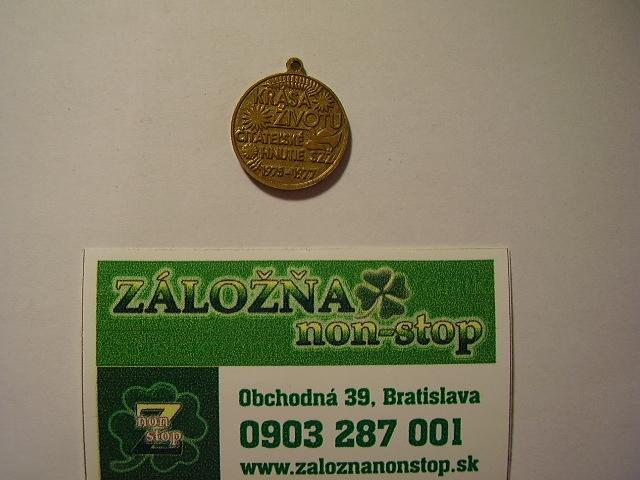 KRÁSA
ŽIVOTU
ČITATEĽSKÉ
HNUTIE SZŽ
1975-1977
ZÁLOŽŇA
non-stop
Z
non
stop
Obchodná 39, Bratislava
0903 287 001
www.zaloznanonstop.sk